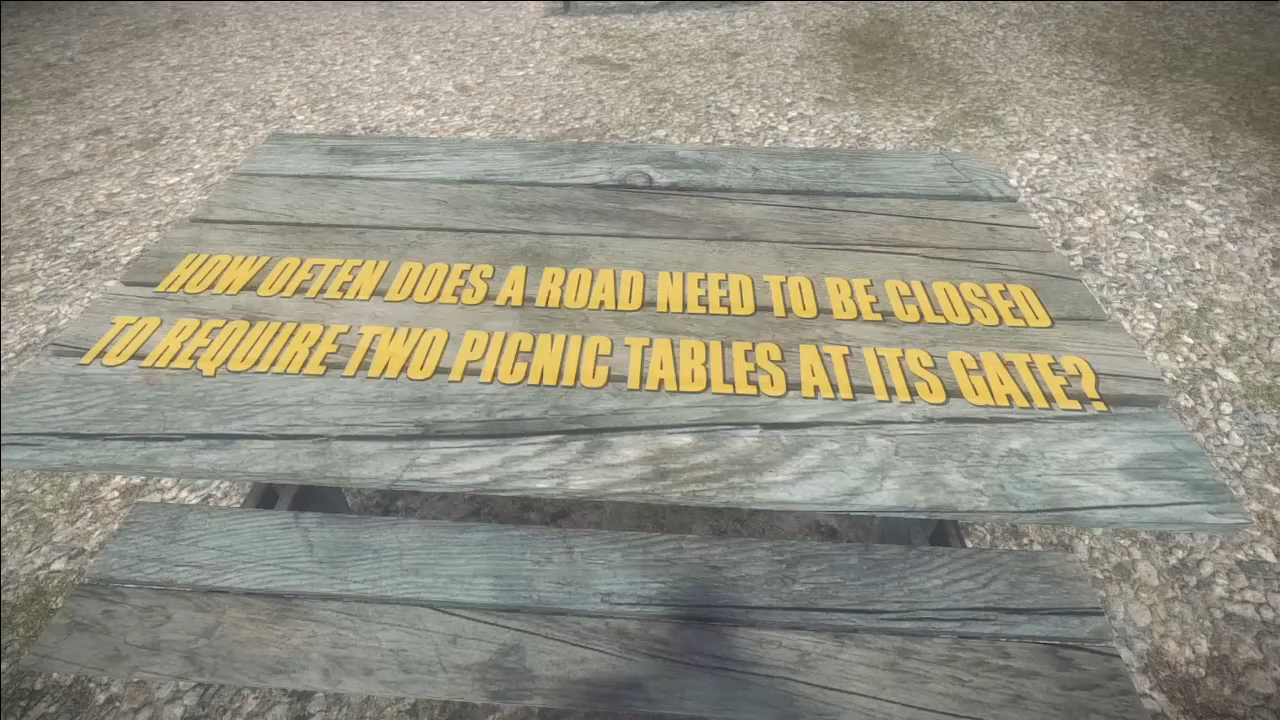 HOW OFTEN DOES A ROAD NEED TO BE CLOSED
TO REQUIRE TWO PICNIC TABLES AT ITS GATE?